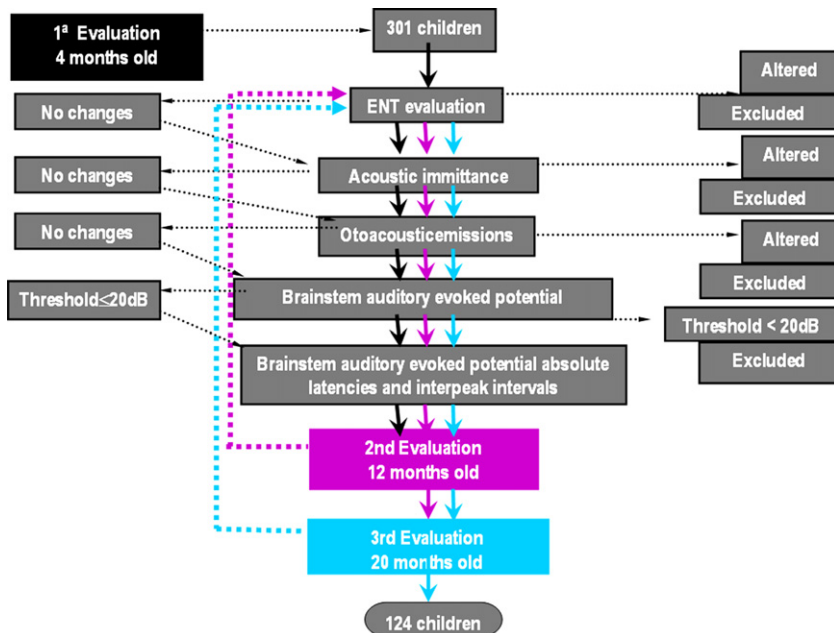 1ª Evaluation
4 months old
301 children
ENT evaluation
Altered
Excluded
No changes
Acoustic immittance
Altered
Excluded
No changes
Otoacousticemissions
Altered
Excluded
No changes
Brainstem auditory evoked potential
Threshold≤20dB
Threshold < 20dB
Excluded
Brainstem auditory evoked potential absolute
latencies and interpeak intervals
2nd Evaluation
12 months old
3rd Evaluation
20 months old
124 children